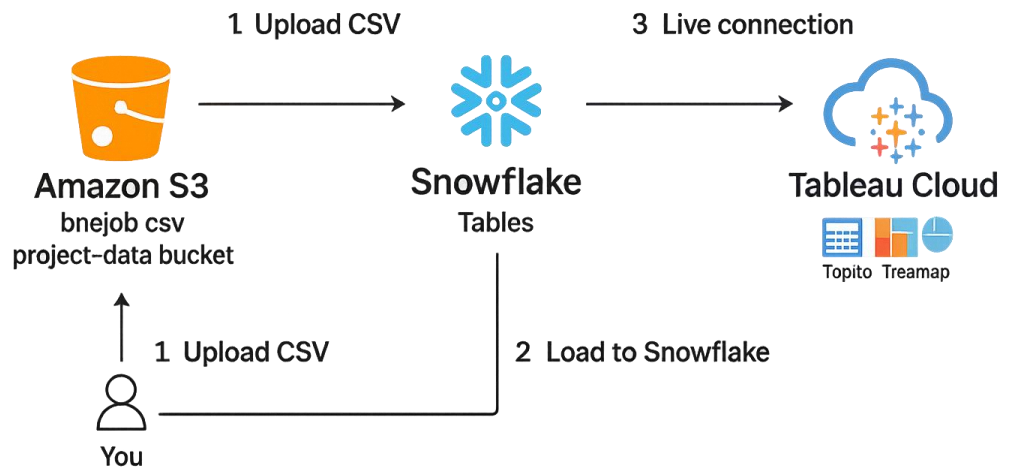 1 Upload CSV
3 Live connection
Amazon S3
bnejob csv
project-data bucket
Snowflake
Tables
Tableau Cloud
Topito Treamap
1 Upload CSV
2 Load to Snowflake
You